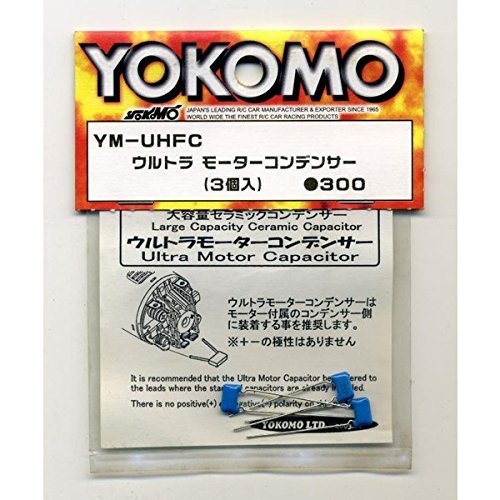 YOKOMO
YOKOMO
JAPAN'S LEADING R/C CAR MANUFACTURER & EXPORTER SINCE 1965
WORLD WIDE THE FINEST R/C CAR RACING PRODUCTS
YM-UHFC
ウルトラ モーターコンデンサー
(3個入) ●300
大容量セラミックコンデンサー
Large Capacity Ceramic Capacitor
ウルトラモーターコンデンサー
Ultra Motor Capacitor
ウルトラモーターコンデンサーは
モーター付属のコンデンサー側
に装着する事を推奨します。
※+-の極性はありません
It is recommended that the Ultra Motor Capacitor be soldered to
the leads where the capacitors are already
There is no positive(+) negative(-) polarity on
YOKOMO LTD.